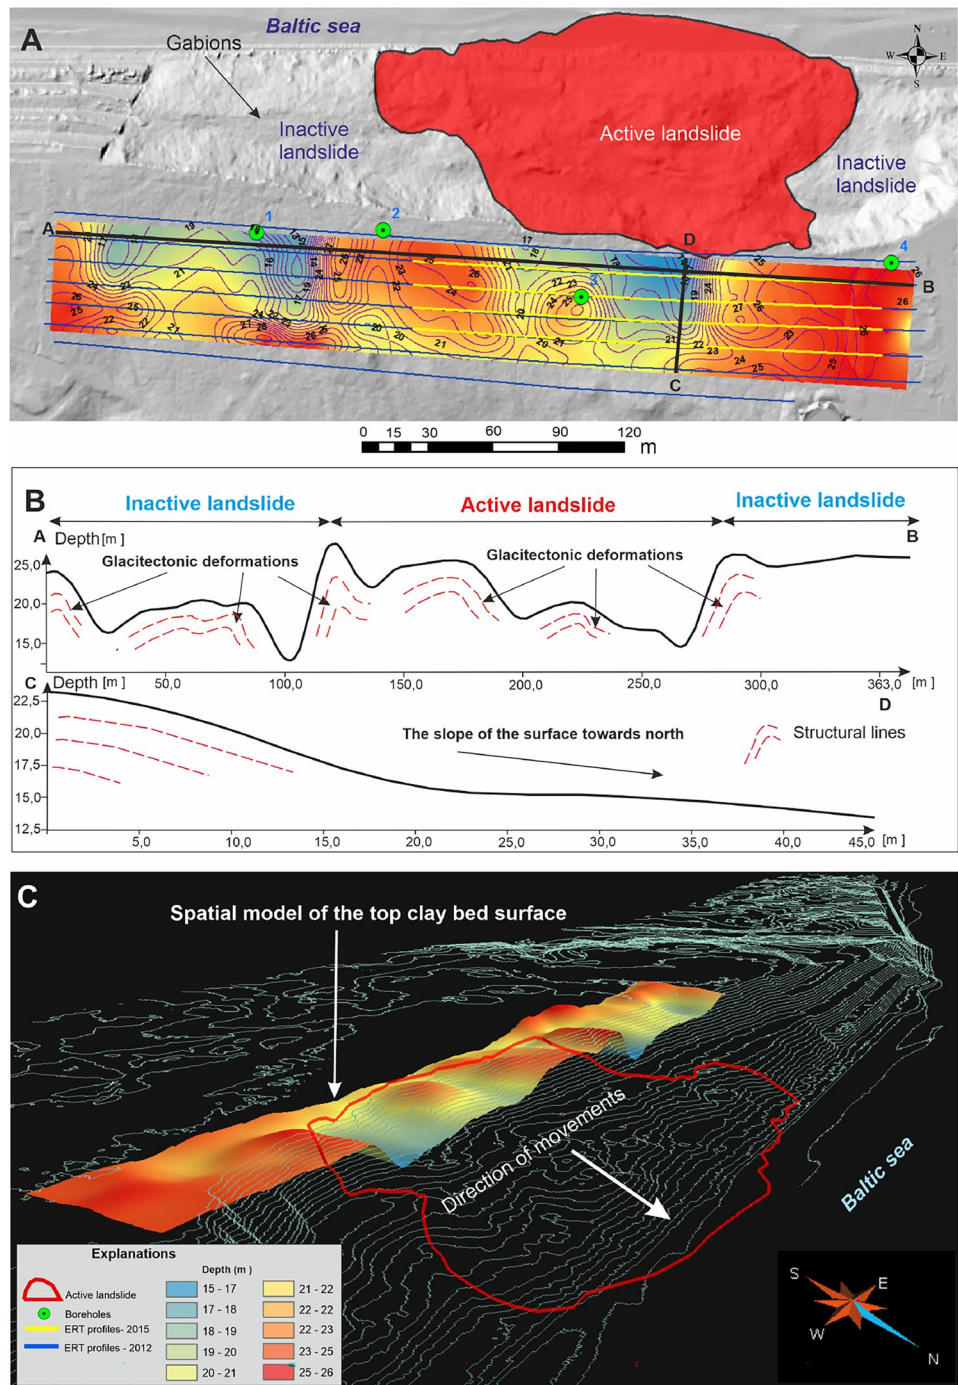 A
Baltic sea
Gabions
N
W
E
S
Inactive
landslide
Active landslide
Inactive
landslide
1
2
3
4
A
D
B
C
0 15 30 60 90 120
m
B
Inactive landslide
Active landslide
Inactive landslide
A
Depth[m]
B
Glacitectonic deformations
Glacitectonic deformations
25,0
20,0
15,0
50,0 100,0 150,0 200,0 250,0 300,0 363,0 [m]
C
Depth[m]
D
22,5
20,0
17,5
15,0
12,5
The slope of the surface towards north
Structural lines
5,0 10,0 15,0 20,0 25,0 30,0 35,0 40,0 45,0 [m]
C
Spatial model of the top clay bed surface
Direction of movements
Baltic sea
Explanations
Active landslide
Boreholes
ERT profiles- 2015
ERT profiles - 2012
Depth (m )
15 - 17
17 - 18
18 - 19
19 - 20
20 - 21
21 - 22
22 - 22
22 - 23
23 - 25
25 - 26
S
E
W
N